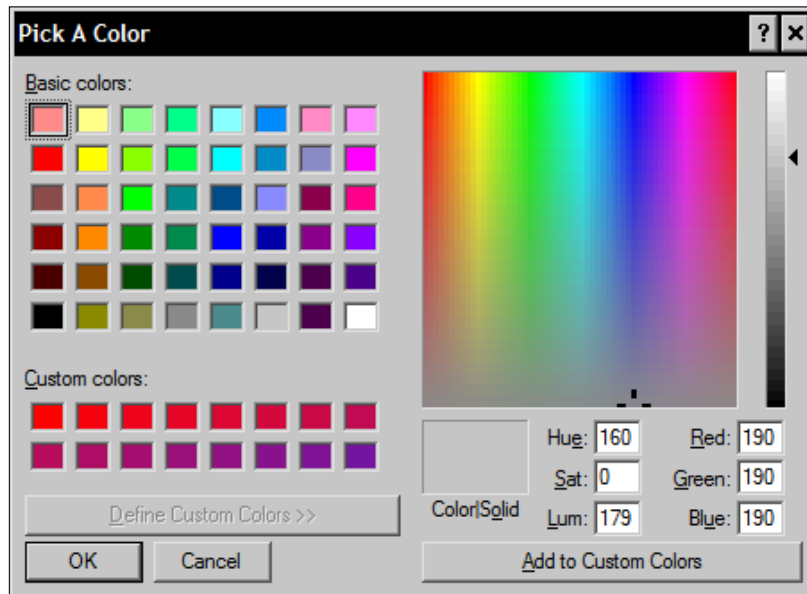 Pick A Color
? ×
Basic colors:
Custom colors:
Define Custom Colors >>
OK
Cancel
Color|Solid
Hue: 160
Sat: 0
Lum: 179
Red: 190
Green: 190
Blue: 190
Add to Custom Colors